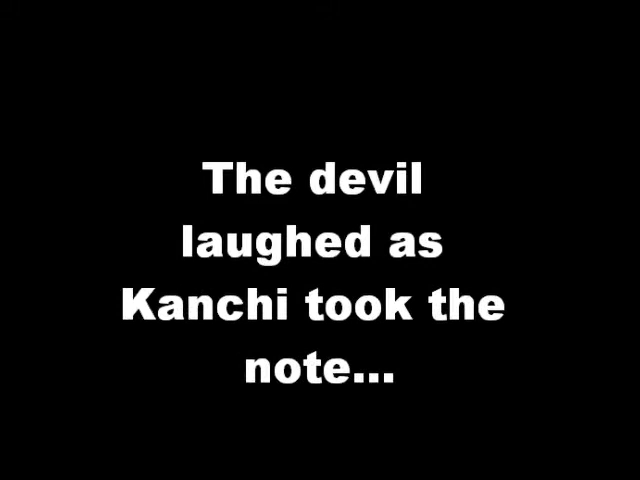 The devil
laughed as
Kanchi took the
note...